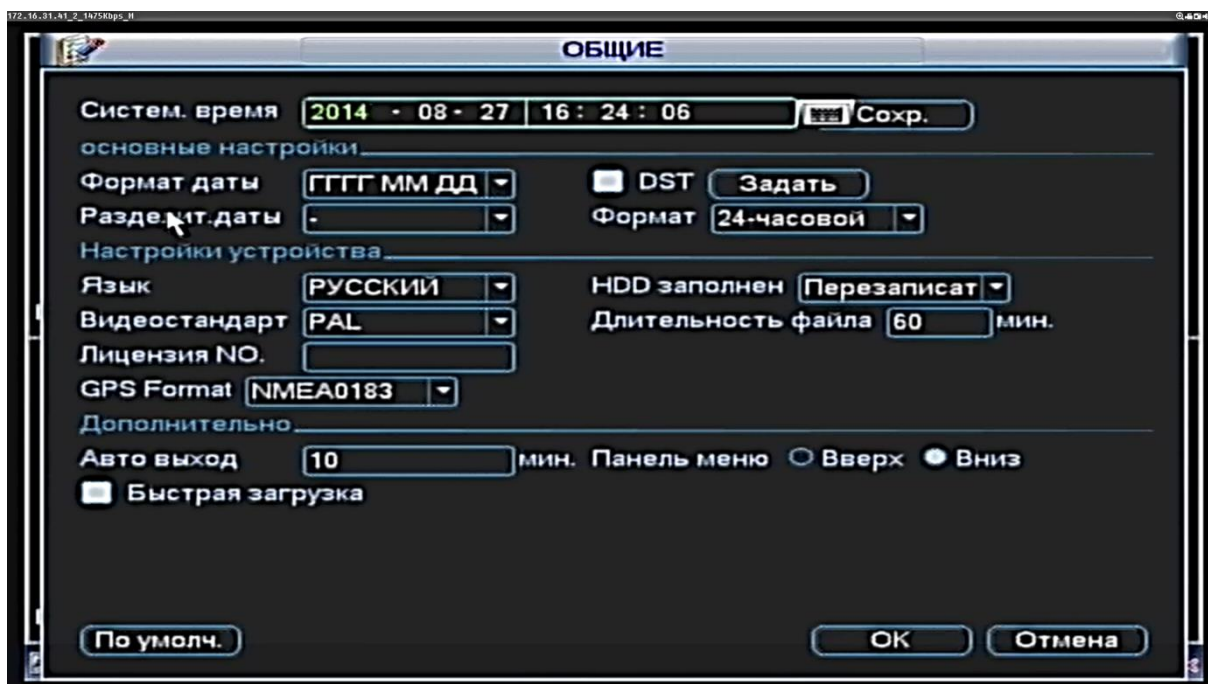 172.16.31.41_2_1475Kbps_H
ОБЩИЕ
Систем. время 2014 - 08 - 27 16 : 24 : 06 Сохр.
основные настройки
Формат даты ГГГГ ММ ДД DST Задать
Разделит.даты - Формат 24-часовой
Настройки устройства
Язык РУССКИЙ HDD заполнен Перезаписат
Видеостандарт PAL Длительность файла 60 мин.
Лицензия NO.
GPS Format NMEA0183
Дополнительно
Авто выход 10 мин. Панель меню Вверх Вниз
Быстрая загрузка
По умолч. OK Отмена